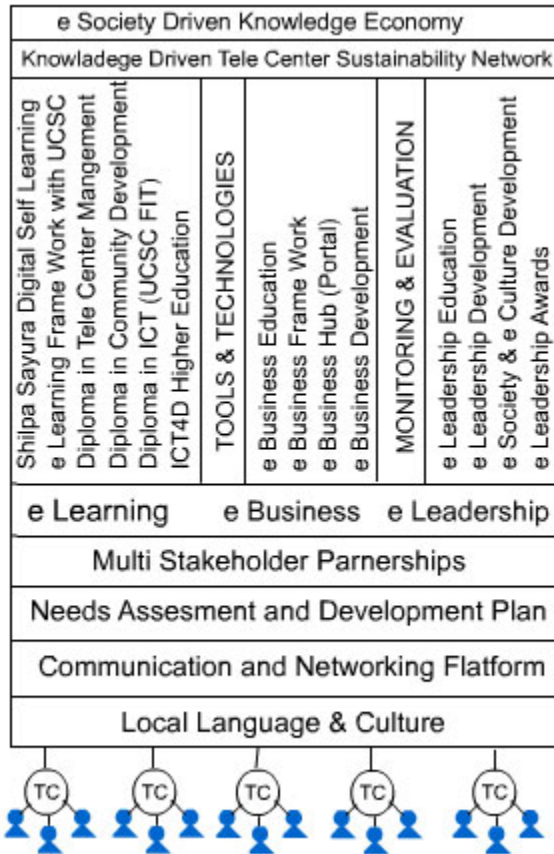 e Society Driven Knowledge Economy
Knowladege Driven Tele Center Sustainability Network
Shilpa Sayura Digital Self Learning
e Learning Frame Work with UCSC
Diploma in Tele Center Mangement
Diploma in Community Development
Diploma in ICT (UCSC FIT)
ICT4D Higher Education
TOOLS & TECHNOLOGIES
e Business Education
e Business Frame Work
e Business Hub (Portal)
e Business Development
MONITORING & EVALUATION
e Leadership Education
e Leadership Development
e Society & e Culture Development
e Leadership Awards
e Learning e Business e Leadership
Multi Stakeholder Parnerships
Needs Assesment and Development Plan
Communication and Networking Flatform
Local Language & Culture
TC TC TC TC TC